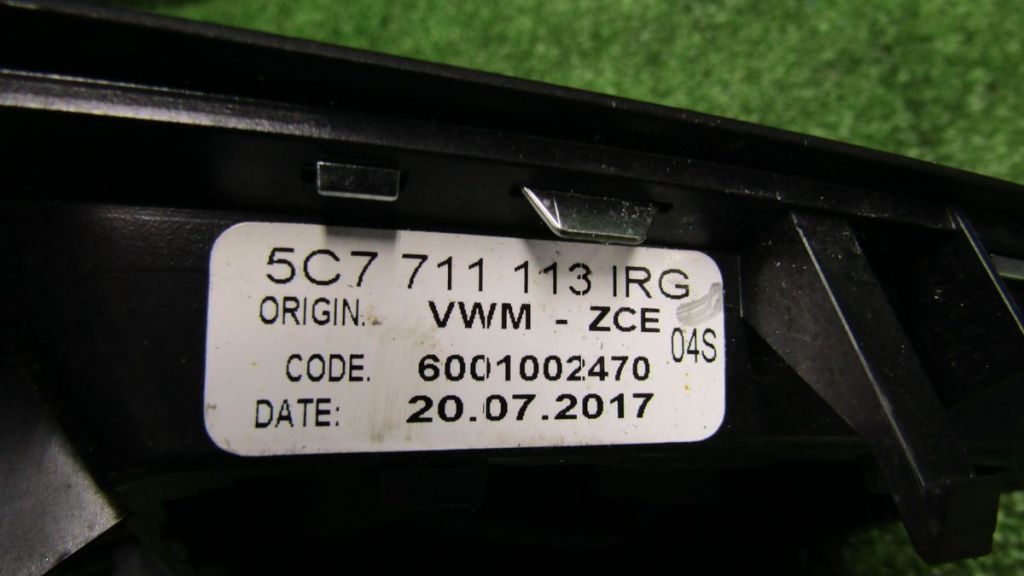 5C7 711 113 IRG
ORIGIN: VWM - ZCE
04S
CODE. 6001002470
DATE: 20.07.2017